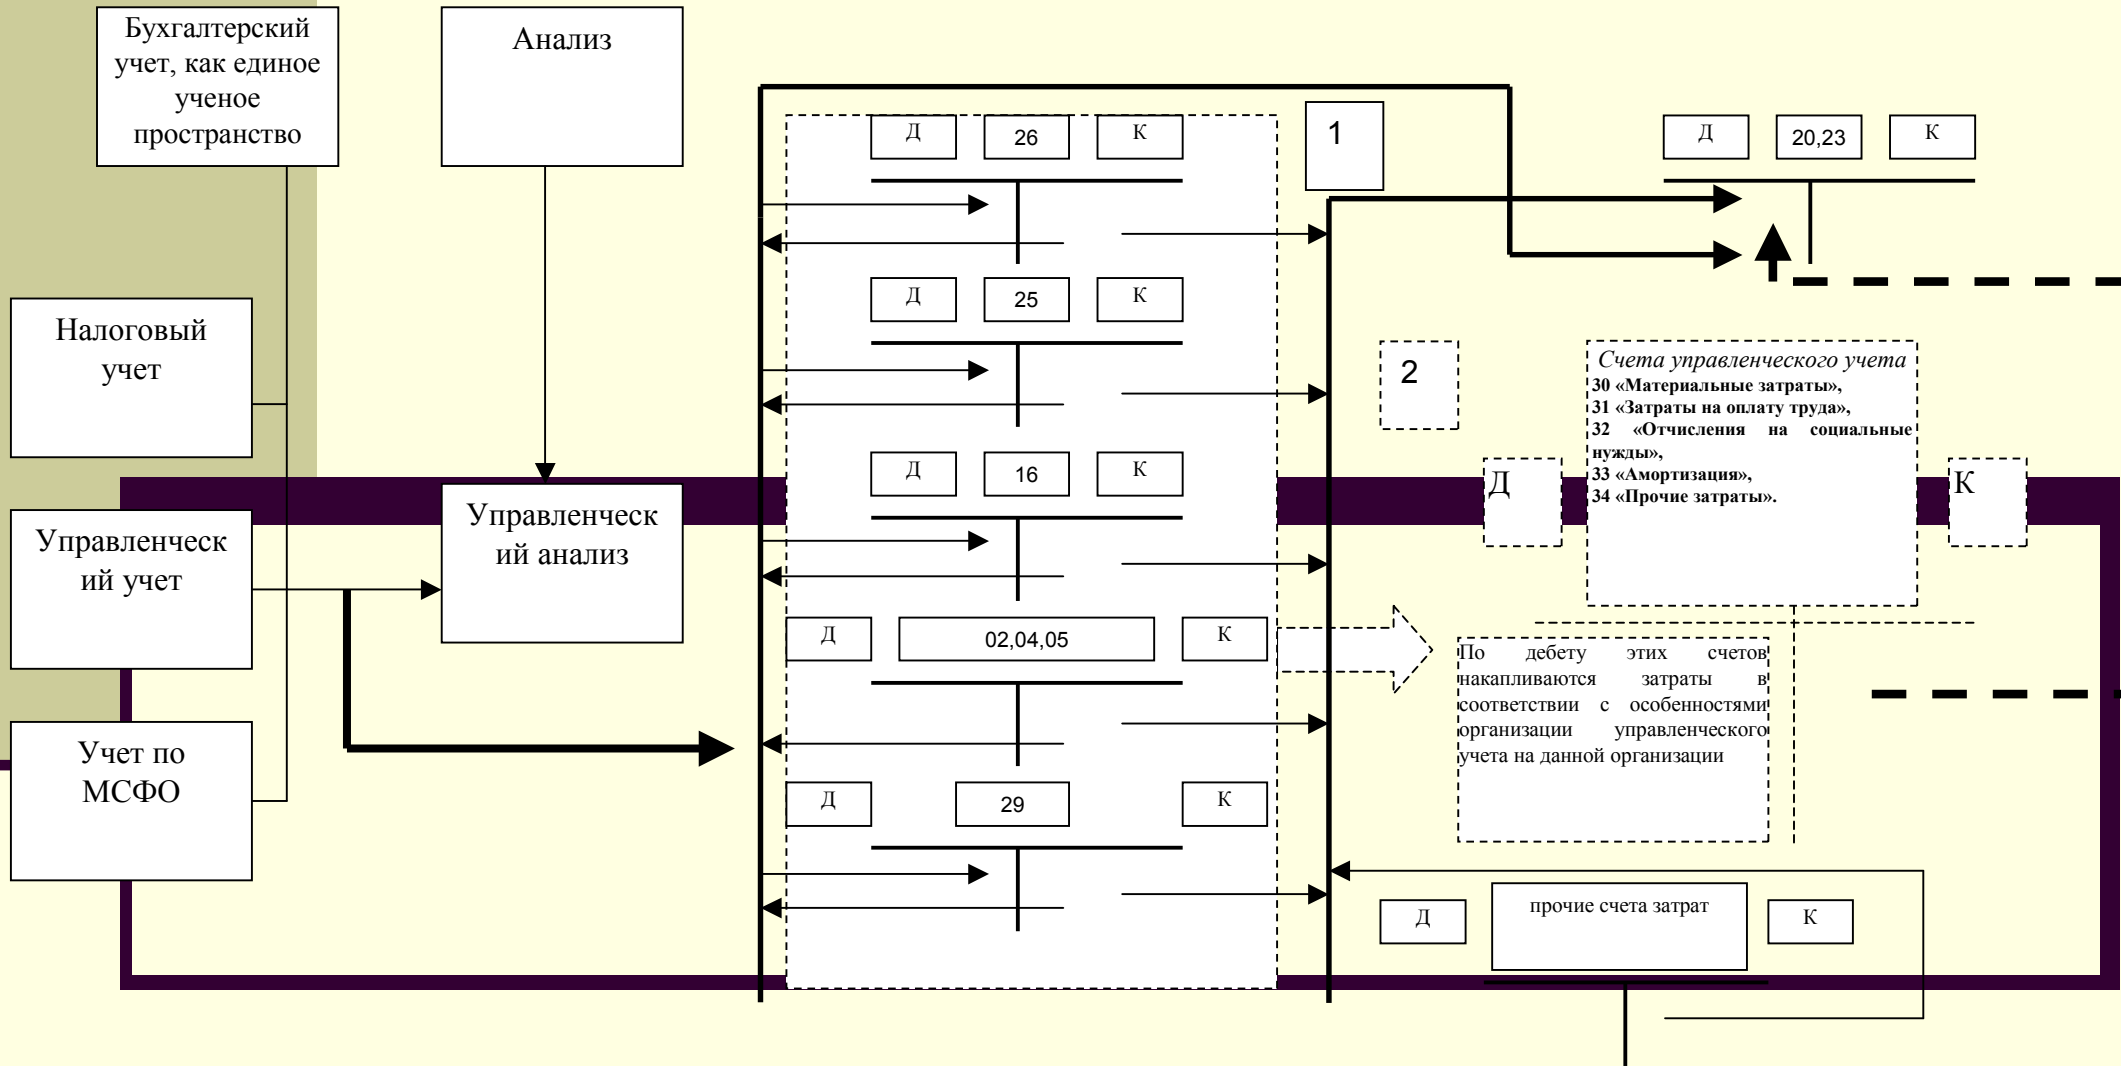 Бухгалтерский
учет, как единое
ученое
пространство
Анализ
Налоговый
учет
Управленческ
ий учет
Управленческ
ий анализ
Учет по
МСФО
Д 26 К
Д 25 К
Д 16 К
Д 02,04,05 К
Д 29 К
1
Д 20,23 К
2
Счета управленческого учета
30 «Материальные затраты»,
31 «Затраты на оплату труда»,
32 «Отчисления на социальные
нужды»,
33 «Амортизация»,
34 «Прочие затраты».
Д
К
По дебету этих счетов
накапливаются затраты в
соответствии с особенностями
организации управленческого
учета на данной организации
Д прочие счета затрат К